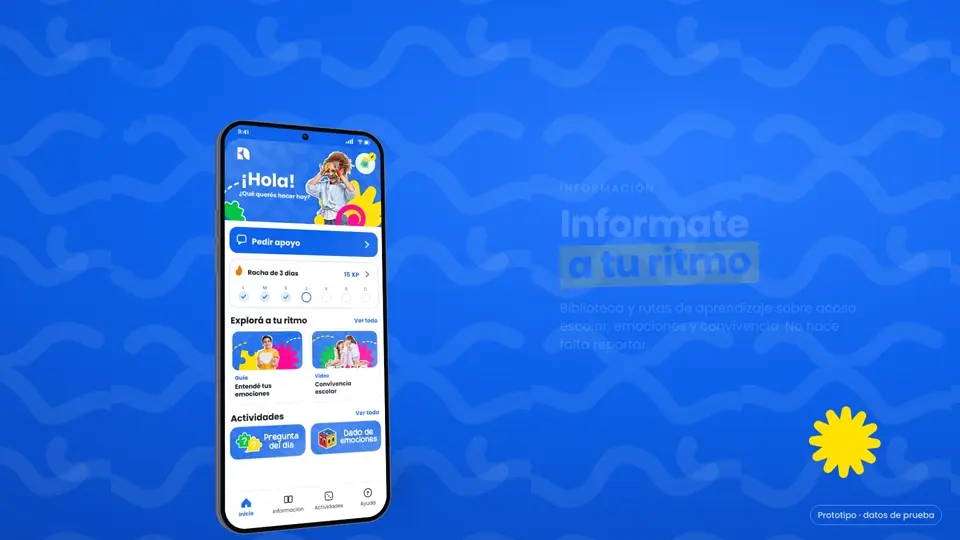 9:41
¡Hola!
¿Qué querés hacer hoy?
Pedir apoyo
Racha de 3 días
15 XP
L M X J V S D
Explorá a tu ritmo
Ver todo
Guía
Entendé tus
emociones
Video
Convivencia
escolar
Actividades
Ver todo
Pregunta
del día
Dado de
emociones
Inicio
Información
Actividades
Ayuda
INFORMACIÓN
Informate
a tu ritmo
Biblioteca y rutas de aprendizaje sobre acoso
escolar, emociones y convivencia. No hace
falta reportar.
Prototipo · datos de prueba